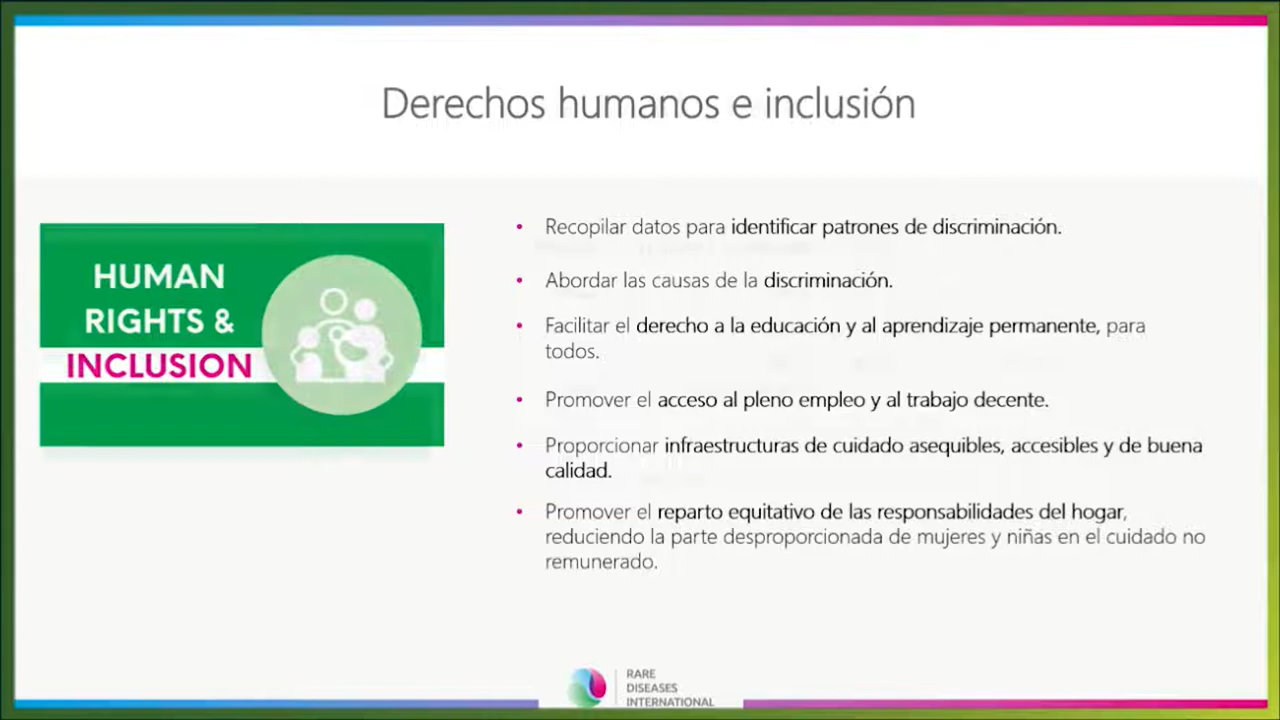 Derechos humanos e inclusión
HUMAN
RIGHTS &
INCLUSION
• Recopilar datos para identificar patrones de discriminación.
• Abordar las causas de la discriminación.
• Facilitar el derecho a la educación y al aprendizaje permanente, para
todos.
• Promover el acceso al pleno empleo y al trabajo decente.
• Proporcionar infraestructuras de cuidado asequibles, accesibles y de buena
calidad.
• Promover el reparto equitativo de las responsabilidades del hogar,
reduciendo la parte desproporcionada de mujeres y niñas en el cuidado no
remunerado.
RARE
DISEASES
INTERNATIONAL